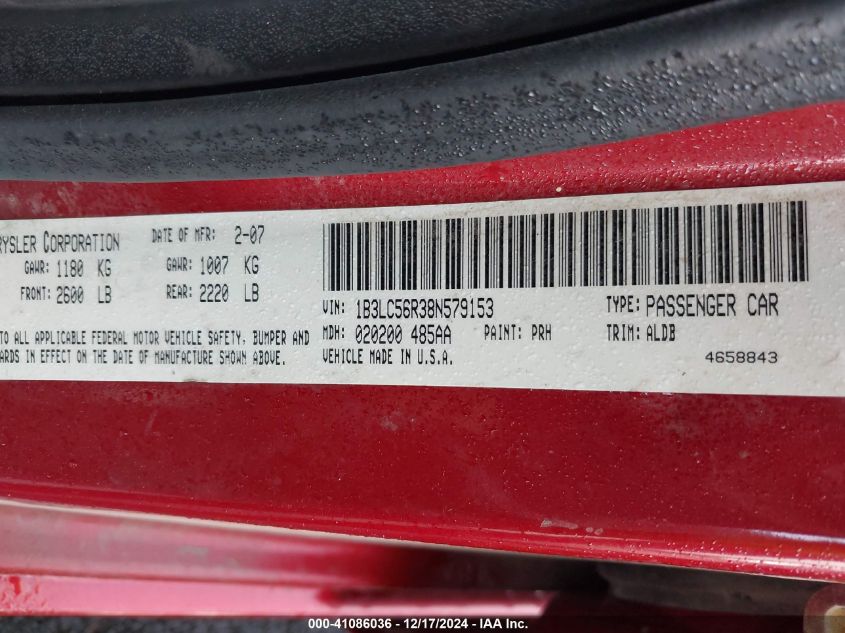 CORPORATION DATE OF MFR: 2-07
GAWR: 1180 KG GAWR: 1007 KG
FRONT: 2600 LB REAR: 2220 LB
TO ALL APPLICABLE FEDERAL MOTOR VEHICLE SAFETY, BUMPER AND
IN EFFECT ON THE DATE OF MANUFACTURE SHOWN ABOVE.
VIN: 1B3LC56R38N579153 TYPE: PASSENGER CAR
MDH: 020200 485AA PAINT: PRH TRIM: ALDB
VEHICLE MADE IN U.S.A. 4658843
000-41086036 - 12/17/2024 - IAA Inc.